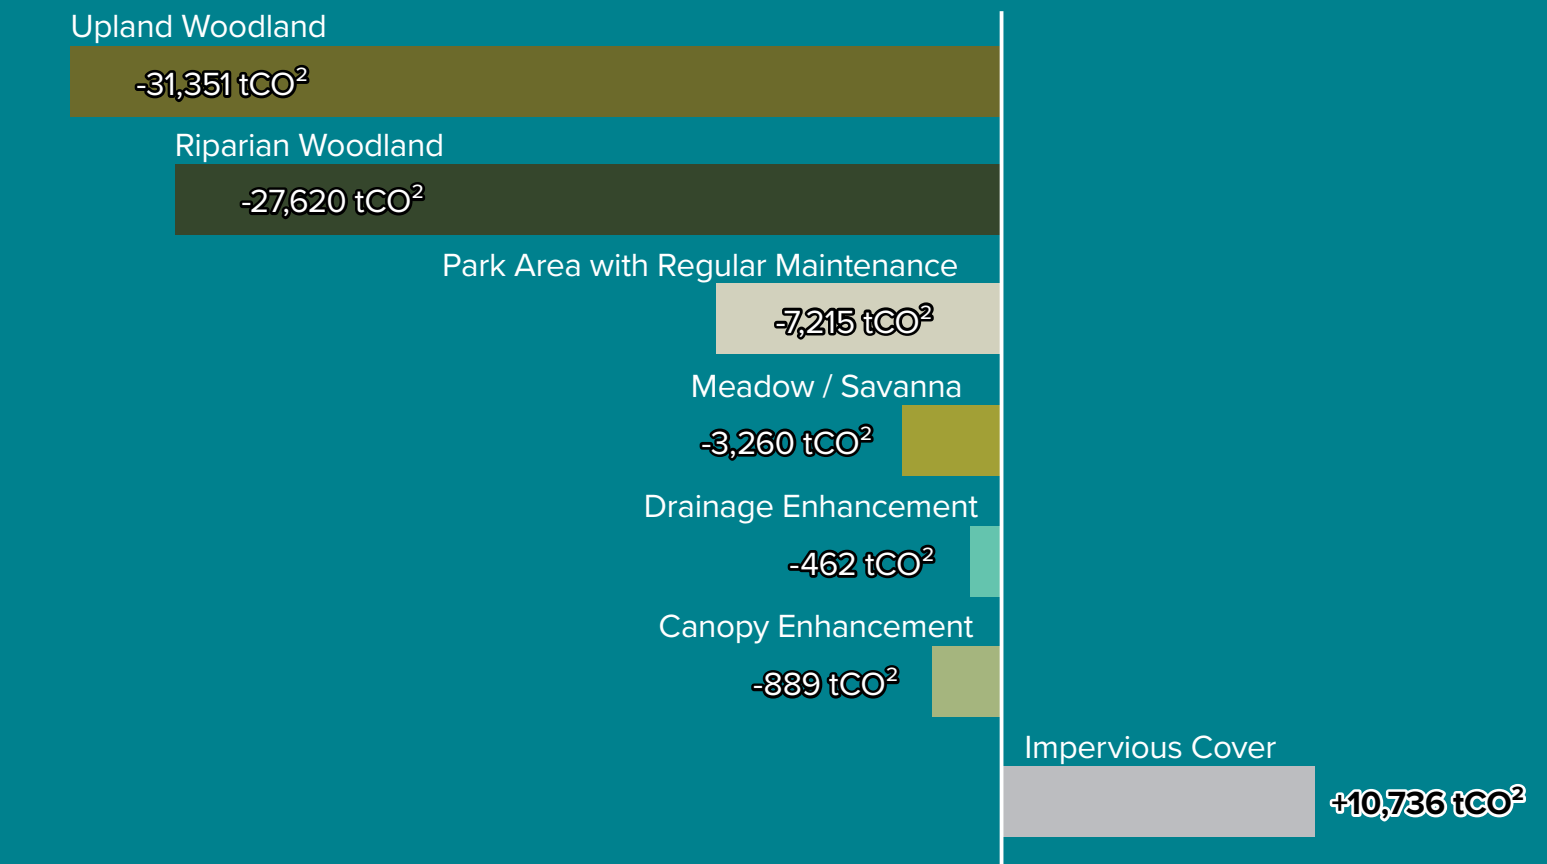 Upland Woodland
-31,351 tCO²
Riparian Woodland
-27,620 tCO²
Park Area with Regular Maintenance
-7,215 tCO²
Meadow / Savanna
-3,260 tCO²
Drainage Enhancement
-462 tCO²
Canopy Enhancement
-889 tCO²
Impervious Cover
+10,736 tCO²